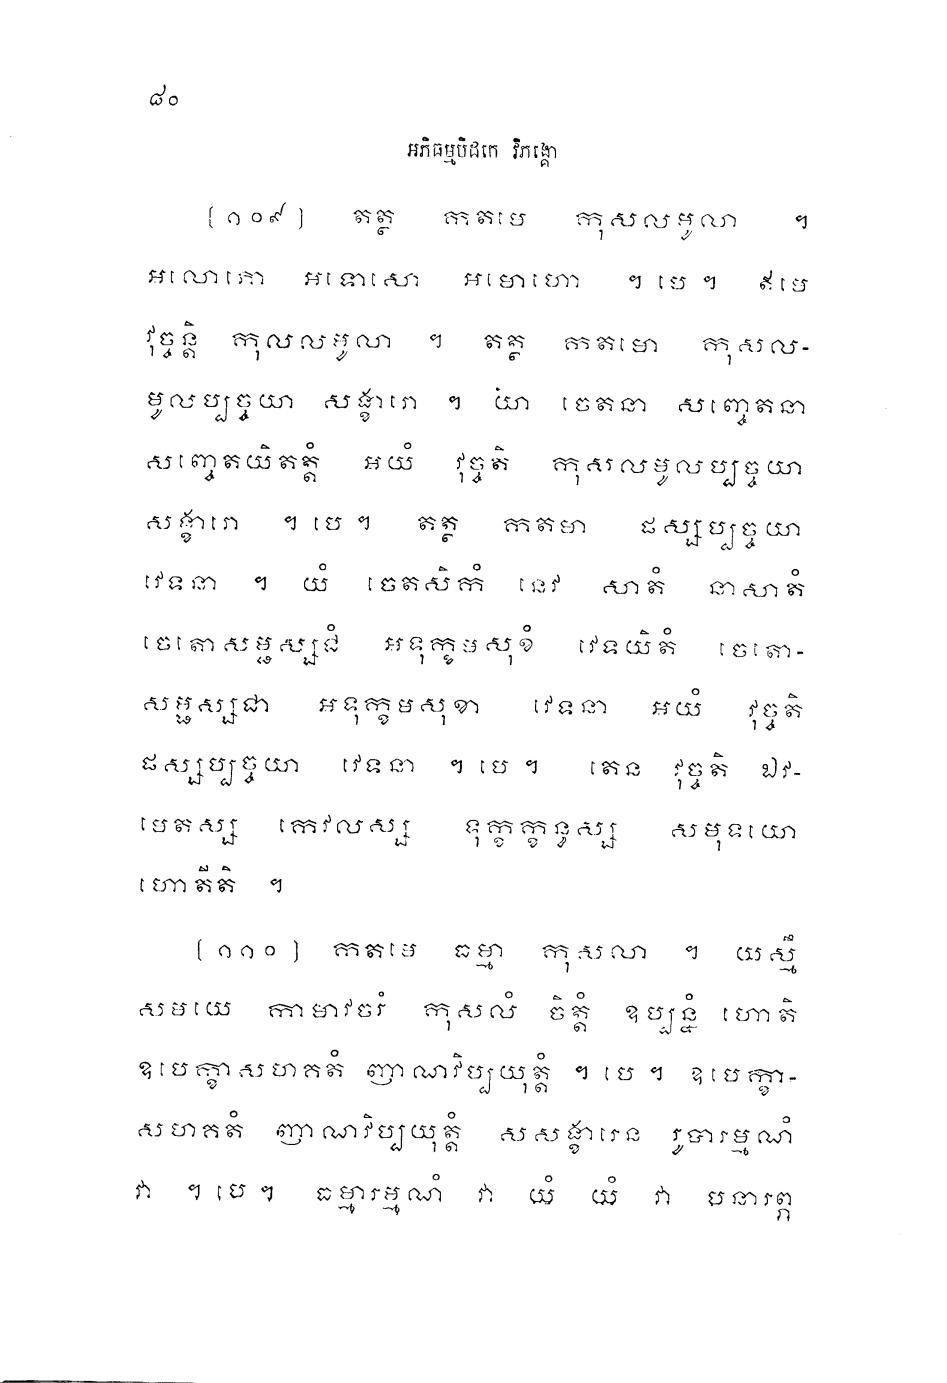 ៨០
អភិធម្មបិដកេ វិភង្គោ
[១០៩] តត្ថ កតមេ កុសលមូលា ។
អលោភោ អទោសោ អមោហោ ។ បេ ។ ឥមេ
វុច្ចន្តិ កុសលមូលា ។ តត្ថ កតមោ កុសល-
មូលប្បច្ចយា សង្ខារោ ។ យា ចេតនា សញ្ចេតនា
សញ្ចេតយិតត្តំ អយំ វុច្ចតិ កុសលមូលប្បច្ចយា
សង្ខារោ ។ បេ ។ តត្ថ កតមា ផស្សប្បច្ចយា
វេទនា ។ យំ ចេតសិកំ នេវ សាតំ នាសាតំ
ចេតោសម្ផស្សជំ អទុក្ខមសុខំ វេទយិតំ ចេតោ-
សម្ផស្សជា អទុក្ខមសុខា វេទនា អយំ វុច្ចតិ
ផស្សប្បច្ចយា វេទនា ។ បេ ។ តេន វុច្ចតិ ឯវ-
មេតស្ស កេវលស្ស ទុក្ខក្ខន្ធស្ស សមុទយោ
ហោតីតិ ។
[១១០] កតមេ ធម្មា កុសលា ។ យស្មឹ
សមយេ កាមាវចរំ កុសលំ ចិត្តំ ឧប្បន្នំ ហោតិ
ឧបេក្ខាសហគតំ ញាណវិប្បយុត្តំ ។ បេ ។ ឧបេក្ខា-
សហគតំ ញាណវិប្បយុត្តំ សសង្ខារេន រូបារម្មណំ
វា ។ បេ ។ ធម្មារម្មណំ វា យំ យំ វា បនារព្ភ